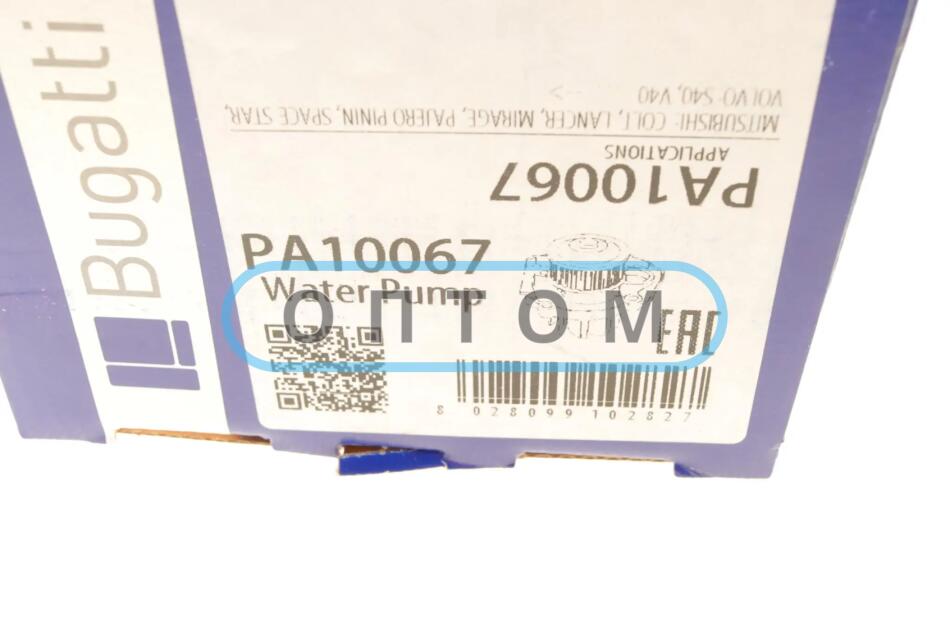 Bugatti
VOLVO: S40, V40
MITSUBISHI: COLT, LANCER, MIRAGE, PAJERO PININ, SPACE STAR,
APPLICATIONS
PA10067
PA10067
Water Pump
ОПТОМ
EAC
8 028099 102827